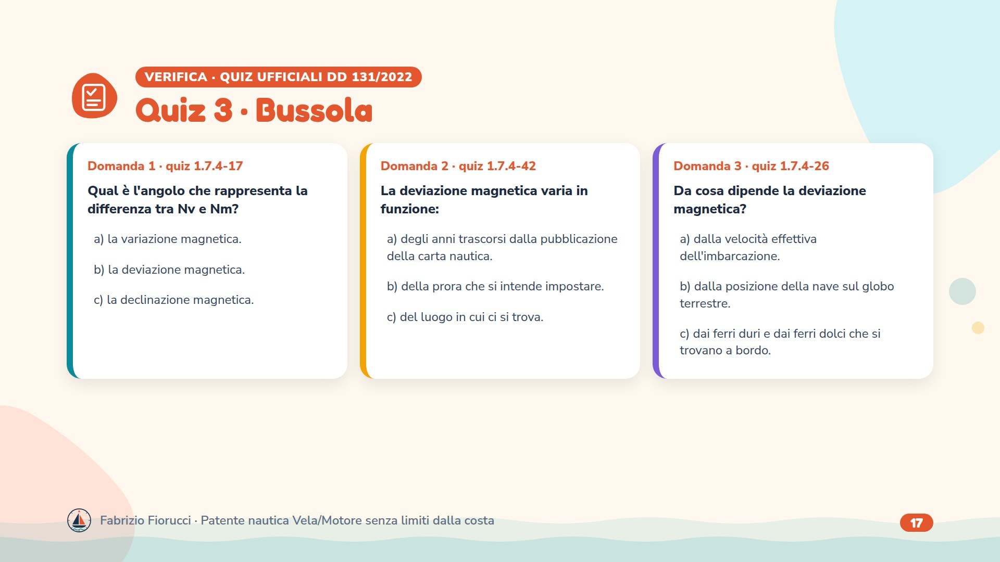 VERIFICA · QUIZ UFFICIALI DD 131/2022
Quiz 3 · Bussola
Domanda 1 · quiz 1.7.4-17
Qual è l'angolo che rappresenta la
differenza tra Nv e Nm?
a) la variazione magnetica.
b) la deviazione magnetica.
c) la declinazione magnetica.
Domanda 2 · quiz 1.7.4-42
La deviazione magnetica varia in
funzione:
a) degli anni trascorsi dalla pubblicazione
della carta nautica.
b) della prora che si intende impostare.
c) del luogo in cui ci si trova.
Domanda 3 · quiz 1.7.4-26
Da cosa dipende la deviazione
magnetica?
a) dalla velocità effettiva
dell'imbarcazione.
b) dalla posizione della nave sul globo
terrestre.
c) dai ferri duri e dai ferri dolci che si
trovano a bordo.
Fabrizio Fiorucci · Patente nautica Vela/Motore senza limiti dalla costa
17